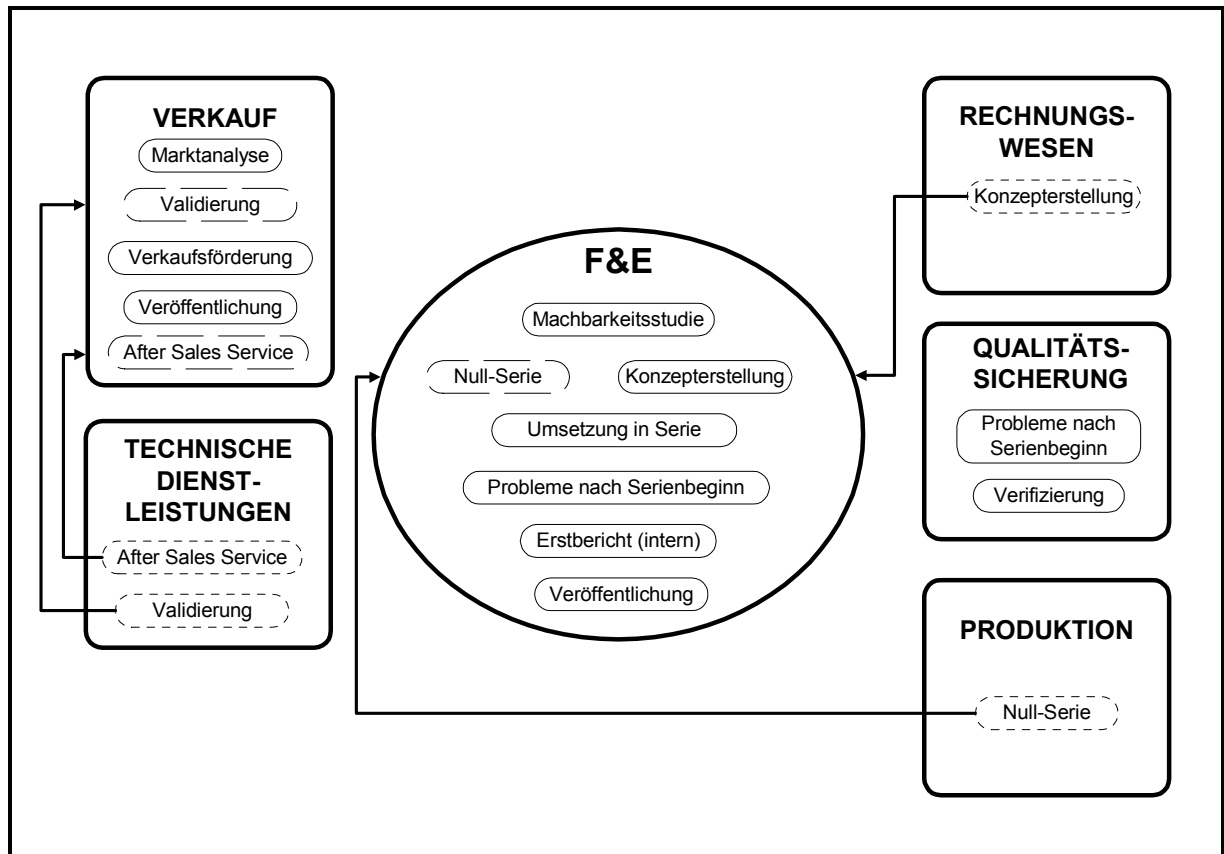 VERKAUF
Marktanalyse
Validierung
Verkaufsförderung
Veröffentlichung
After Sales Service
TECHNISCHE
DIENST-
LEISTUNGEN
After Sales Service
Validierung
F&E
Machbarkeitsstudie
Null-Serie
Konzepterstellung
Umsetzung in Serie
Probleme nach Serienbeginn
Erstbericht (intern)
Veröffentlichung
RECHNUNGS-
WESEN
Konzepterstellung
QUALITÄTS-
SICHERUNG
Probleme nach
Serienbeginn
Verifizierung
PRODUKTION
Null-Serie